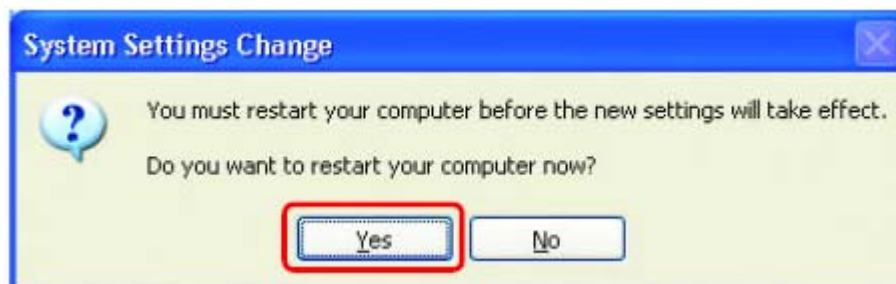 System Settings Change
You must restart your computer before the new settings will take effect.
Do you want to restart your computer now?
Yes No